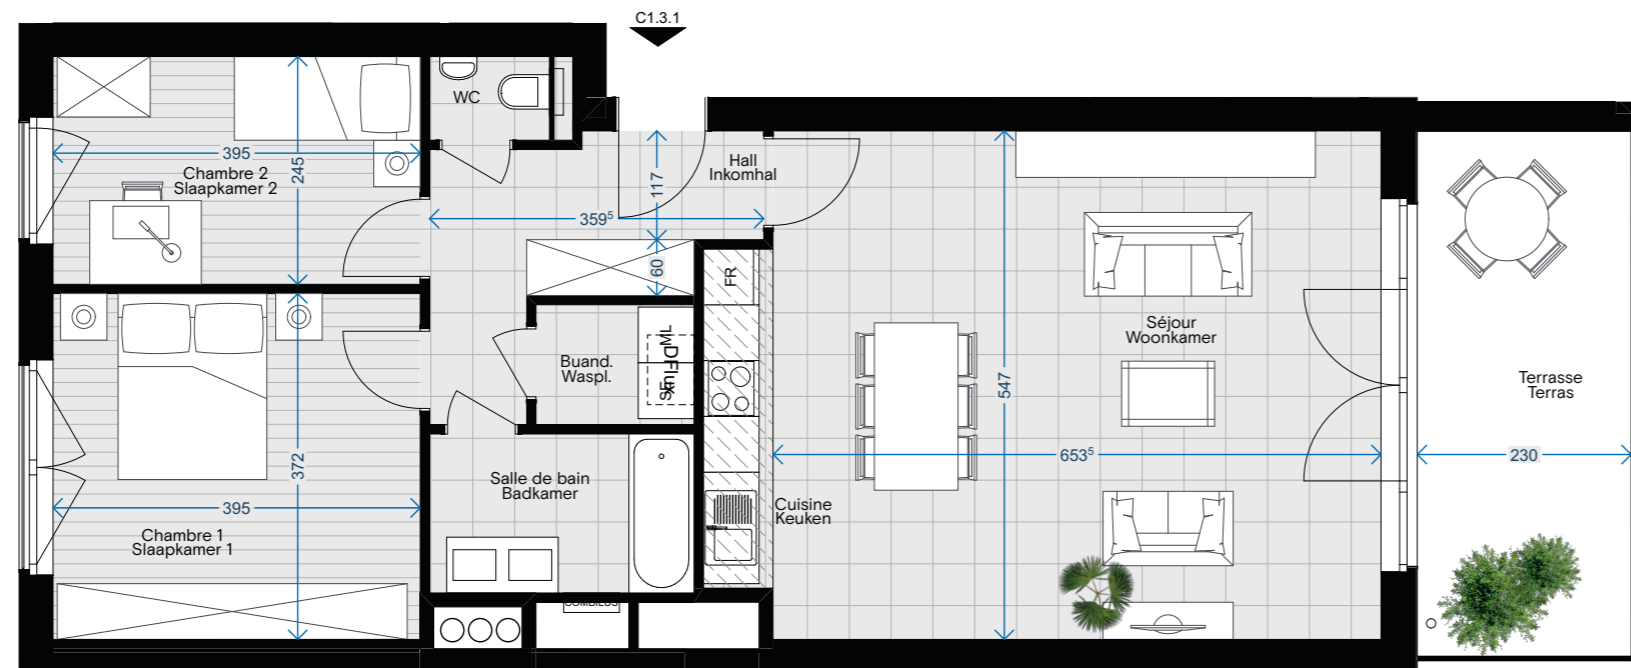 C1.3.1
WC
395
245
Chambre 2
Slaapkamer 2
Hall
Inkomhal
117
359⁵
60
FR
Séjour
Woonkamer
Buand.
Waspl.
ML
DFlux
SE
547
Terrasse
Terras
653⁵
230
372
395
Salle de bain
Badkamer
Cuisine
Keuken
Chambre 1
Slaapkamer 1
COMBILUS